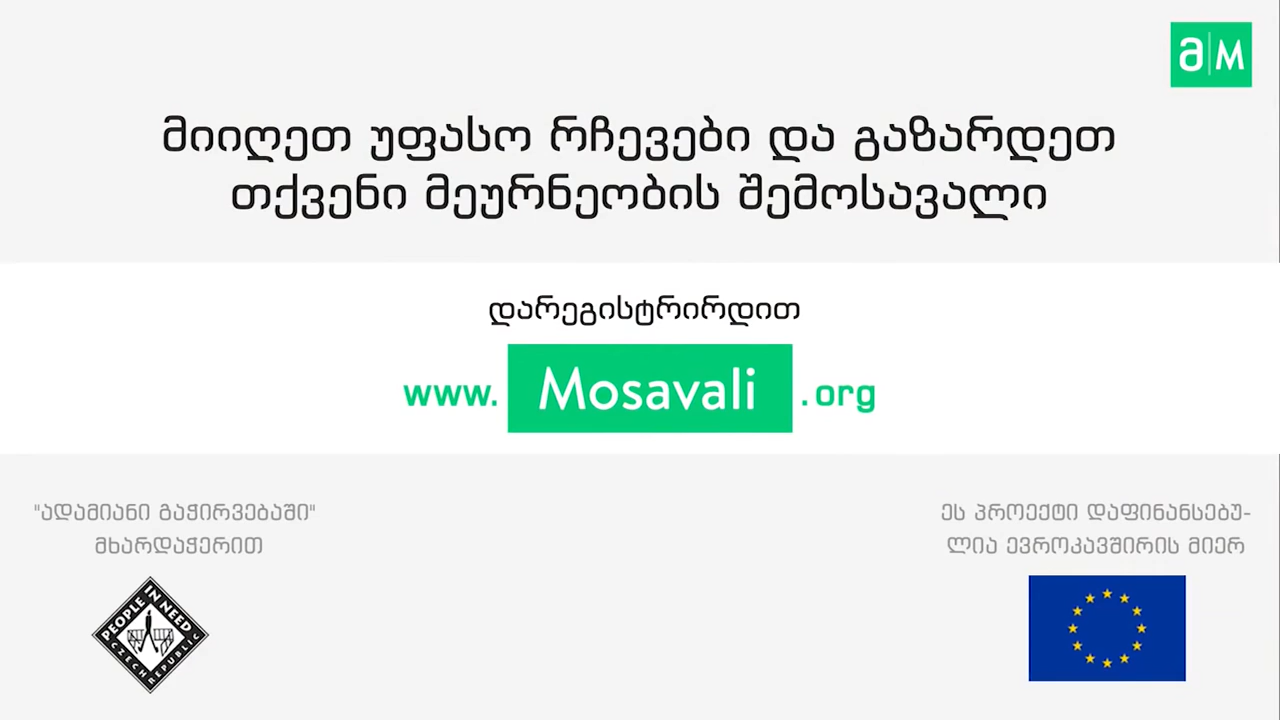 a|M
მიიღეთ უფასო რჩევები და გაზარდეთ
თქვენი მეურნეობის შემოსავალი
დარეგისტრირდით
www. Mosavali .org
"ადამიანი გაჭირვებაში"
მხარდაჭერით
PEOPLE IN NEED
CZECH REPUBLIC
ეს პროექტი დაფინანსებუ-
ლია ევროკავშირის მიერ